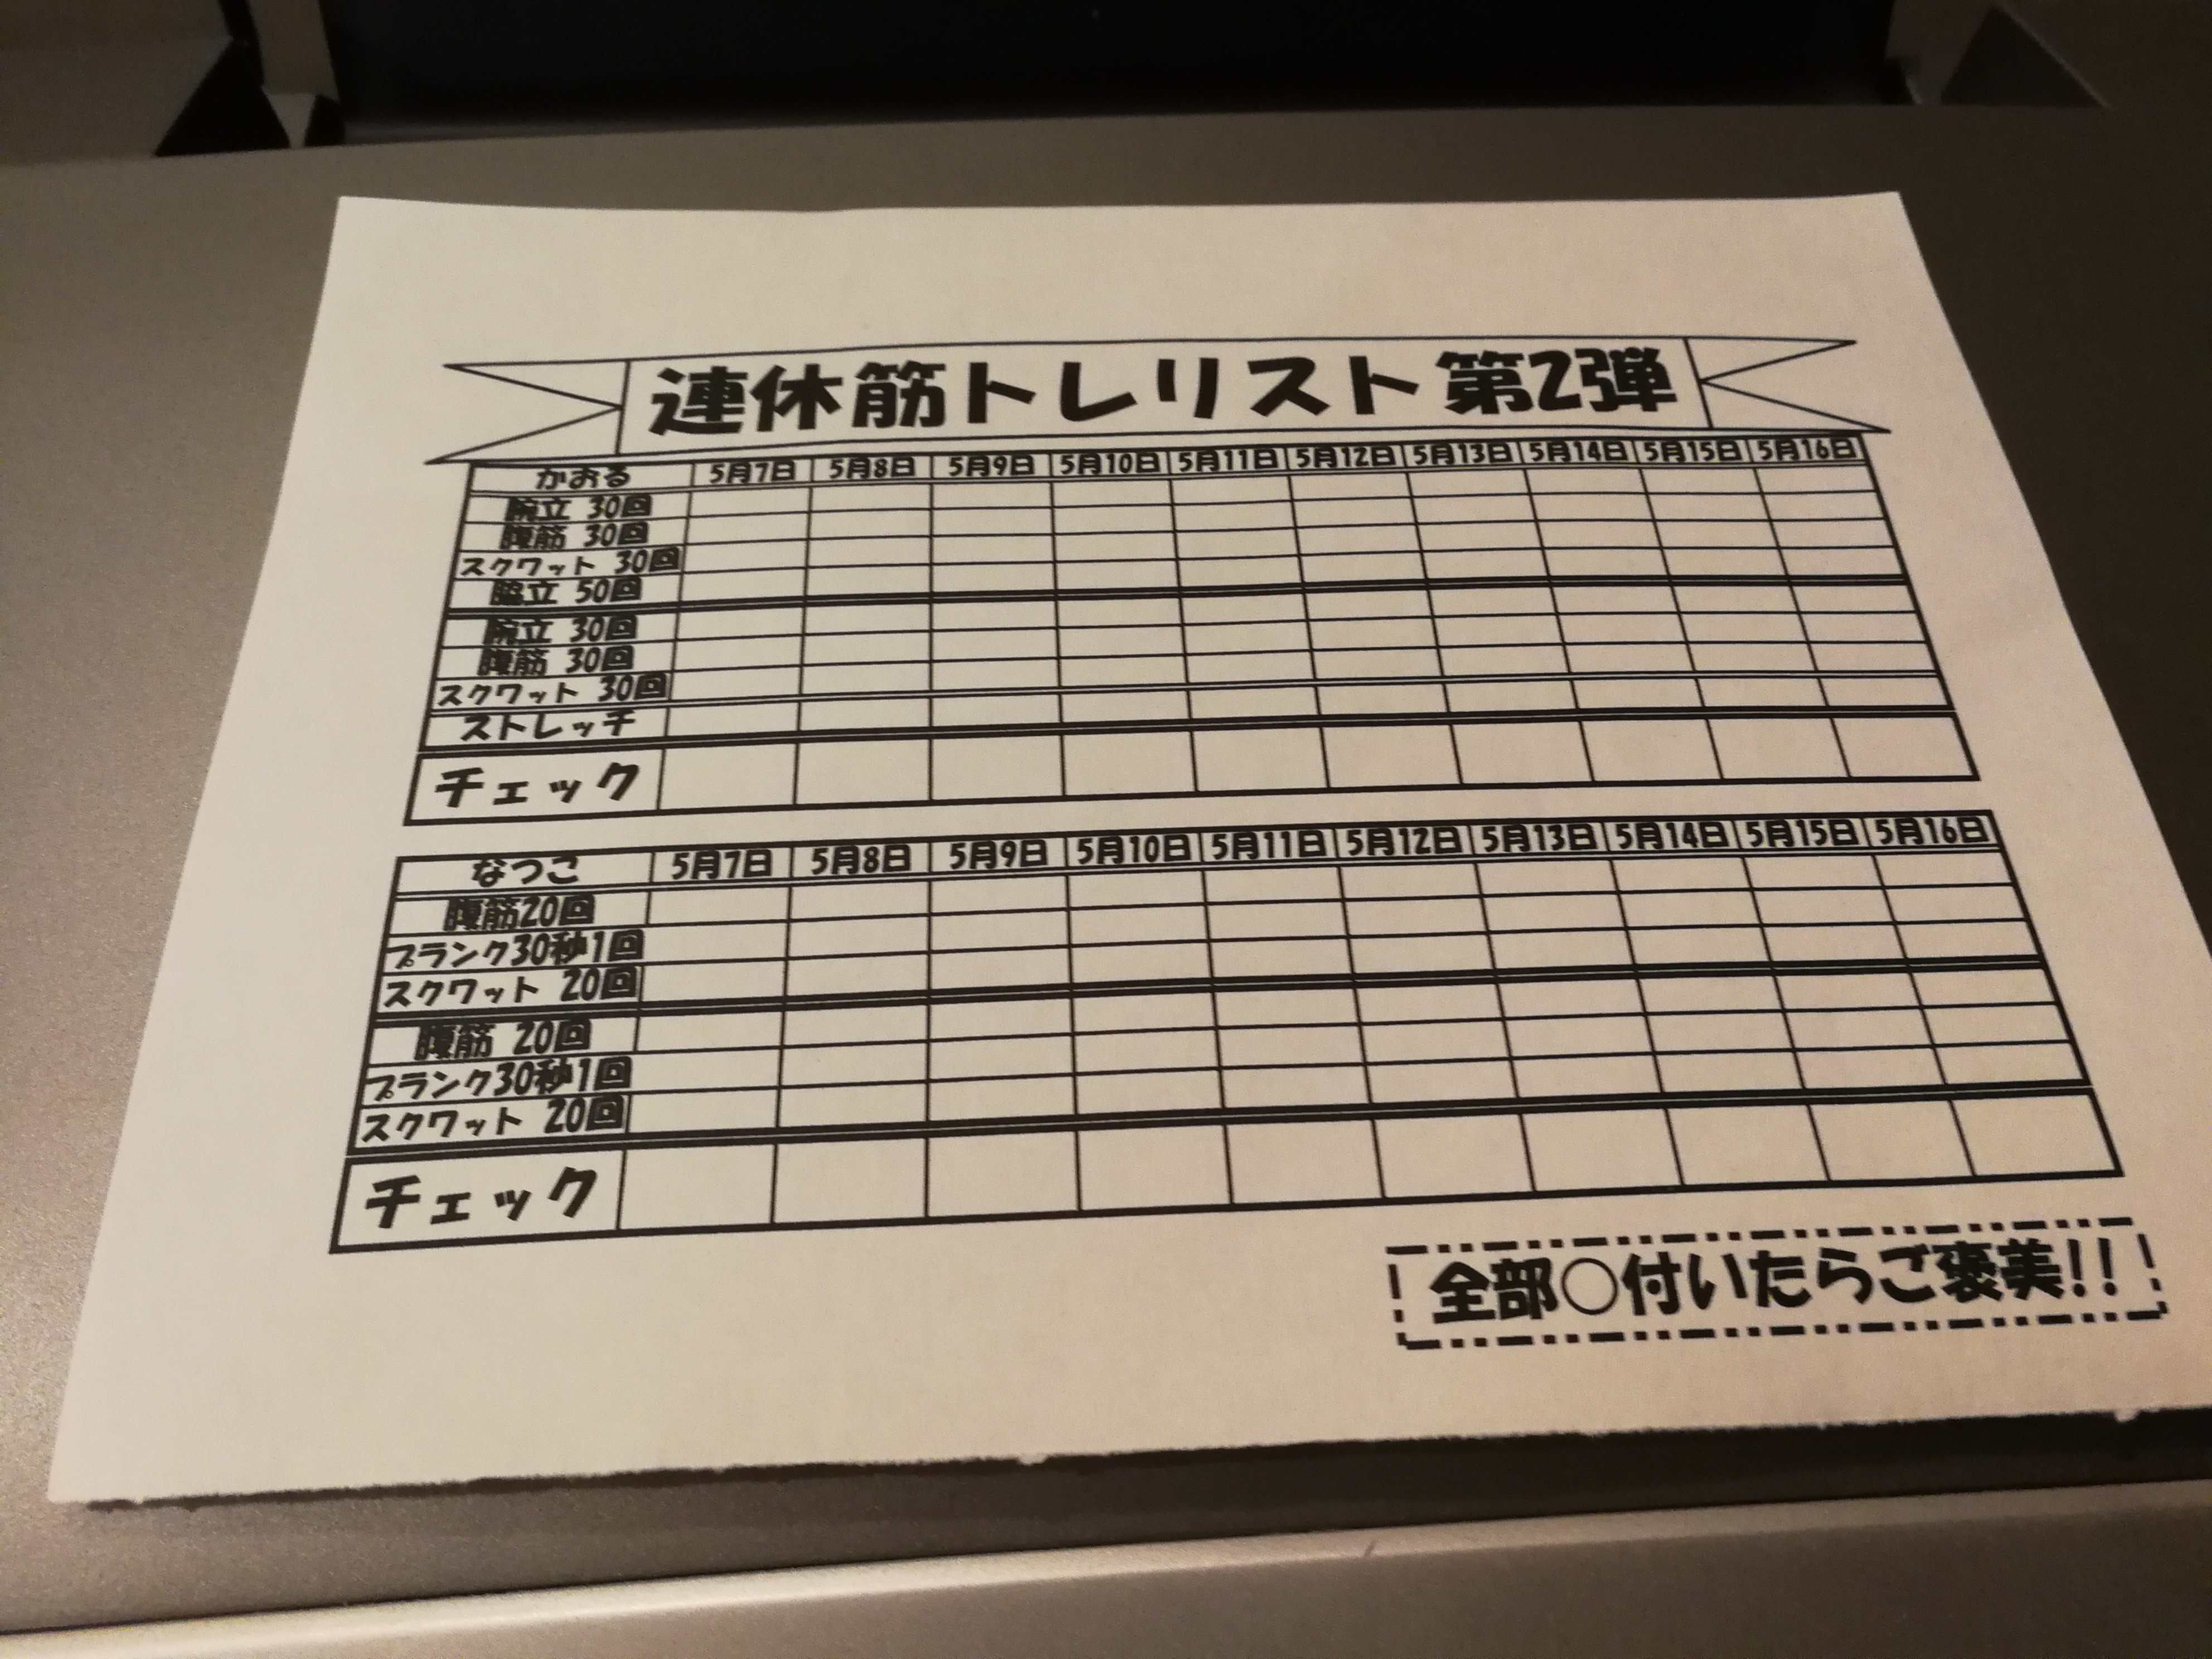 連休筋トレリスト 第2弾
かおる 5月7日 5月8日 5月9日 5月10日 5月11日 5月12日 5月13日 5月14日 5月15日 5月16日
腕立 30回
腹筋 30回
スクワット 30回
脇立 50回
腕立 30回
腹筋 30回
スクワット 30回
ストレッチ
チェック
なつこ 5月7日 5月8日 5月9日 5月10日 5月11日 5月12日 5月13日 5月14日 5月15日 5月16日
腹筋20回
プランク30秒1回
スクワット 20回
腹筋 20回
プランク30秒1回
スクワット 20回
チェック
全部○付いたらご褒美!!